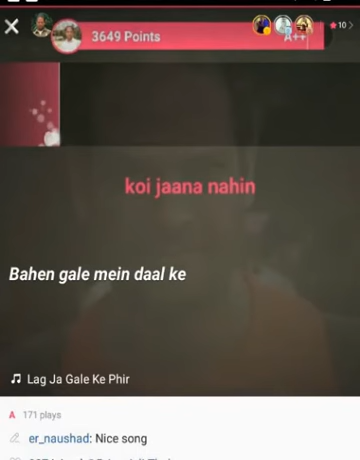 3649 Points
A++
10
koi jaana nahin
Bahen gale mein daal ke
Lag Ja Gale Ke Phir
A 171 plays
er_naushad: Nice song